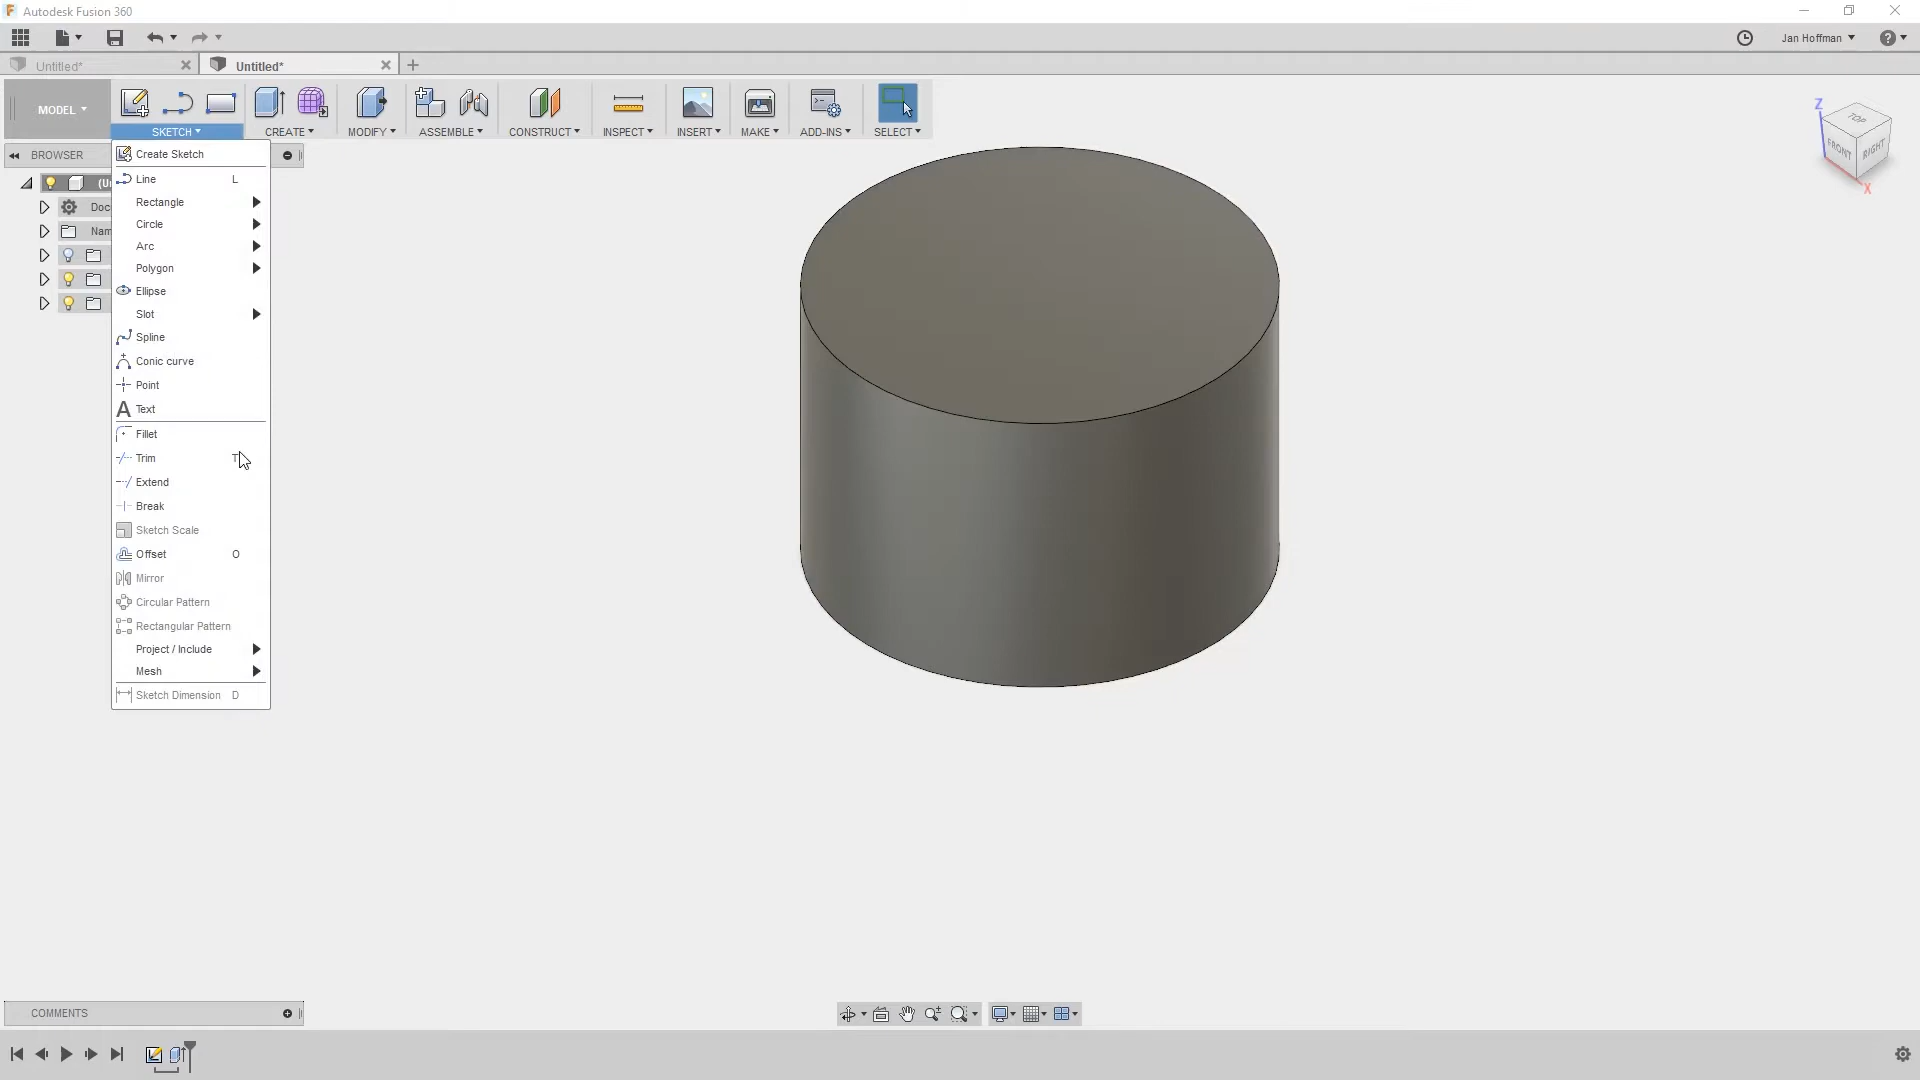 Autodesk Fusion 360
Jan Hoffman
Untitled*
Untitled*
MODEL
SKETCH
CREATE
MODIFY
ASSEMBLE
CONSTRUCT
INSPECT
INSERT
MAKE
ADD-INS
SELECT
BROWSER
(Un
Doc
Nam
Create Sketch
Line L
Rectangle
Circle
Arc
Polygon
Ellipse
Slot
Spline
Conic curve
Point
Text
Fillet
Trim T
Extend
Break
Sketch Scale
Offset O
Mirror
Circular Pattern
Rectangular Pattern
Project / Include
Mesh
Sketch Dimension D
Z
TOP
FRONT
RIGHT
X
COMMENTS